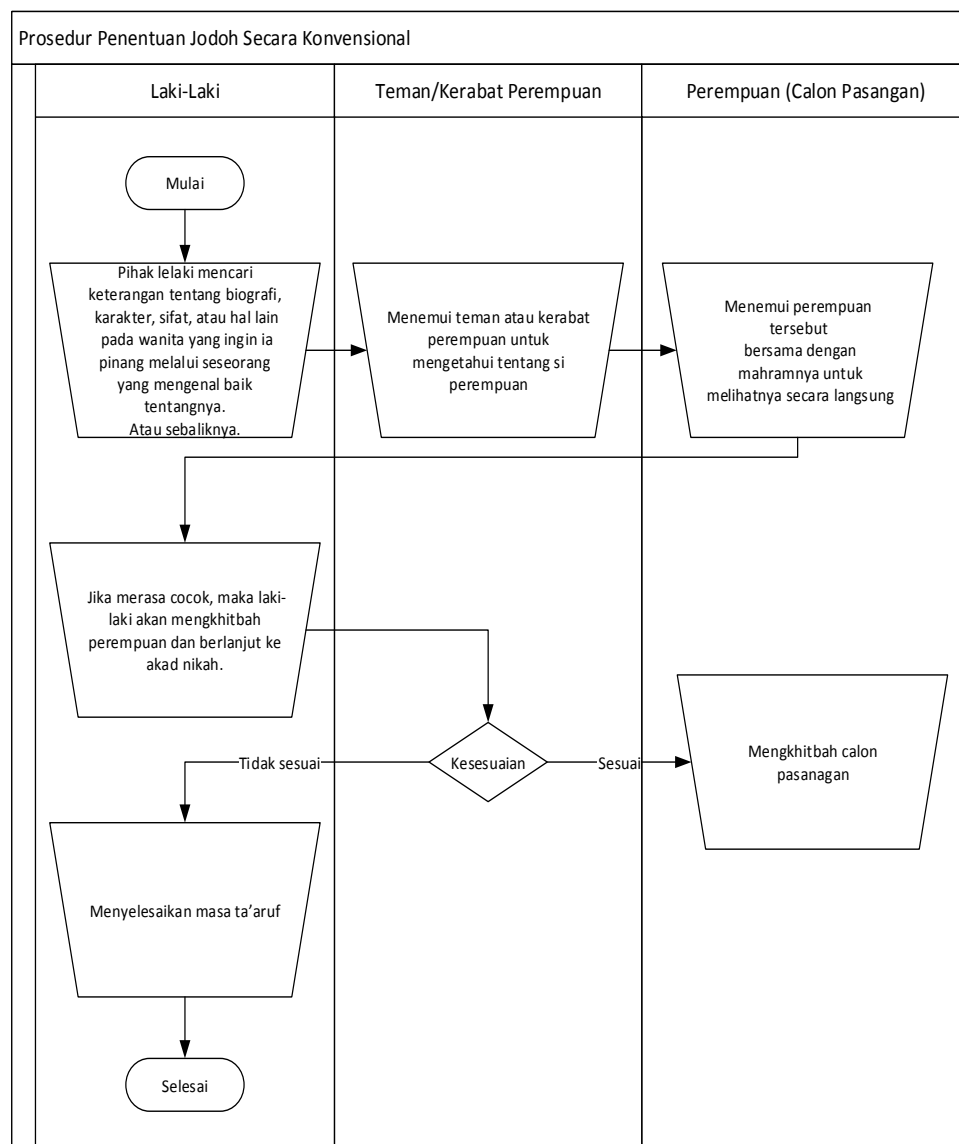 Prosedur Penentuan Jodoh Secara Konvensional
Laki-Laki
Teman/Kerabat Perempuan
Perempuan (Calon Pasangan)
Mulai
Pihak lelaki mencari
keterangan tentang biografi,
karakter, sifat, atau hal lain
pada wanita yang ingin ia
pinang melalui seseorang
yang mengenal baik
tentangnya.
Atau sebaliknya.
Menemui teman atau kerabat
perempuan untuk
mengetahui tentang si
perempuan
Menemui perempuan
tersebut
bersama dengan
mahramnya untuk
melihatnya secara langsung
Jika merasa cocok, maka laki-
laki akan mengkhitbah
perempuan dan berlanjut ke
akad nikah.
Kesesuaian
Tidak sesuai
Sesuai
Mengkhitbah calon
pasanagan
Menyelesaikan masa ta’aruf
Selesai